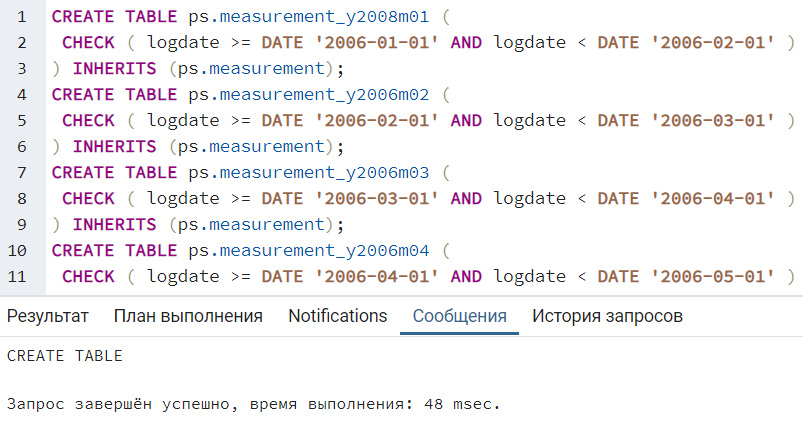 1 CREATE TABLE ps.measurement_y2008m01 (
2 CHECK ( logdate >= DATE '2006-01-01' AND logdate < DATE '2006-02-01' )
3 ) INHERITS (ps.measurement);
4 CREATE TABLE ps.measurement_y2006m02 (
5 CHECK ( logdate >= DATE '2006-02-01' AND logdate < DATE '2006-03-01' )
6 ) INHERITS (ps.measurement);
7 CREATE TABLE ps.measurement_y2006m03 (
8 CHECK ( logdate >= DATE '2006-03-01' AND logdate < DATE '2006-04-01' )
9 ) INHERITS (ps.measurement);
10 CREATE TABLE ps.measurement_y2006m04 (
11 CHECK ( logdate >= DATE '2006-04-01' AND logdate < DATE '2006-05-01' )
Результат План выполнения Notifications Сообщения История запросов
CREATE TABLE
Запрос завершён успешно, время выполнения: 48 msec.